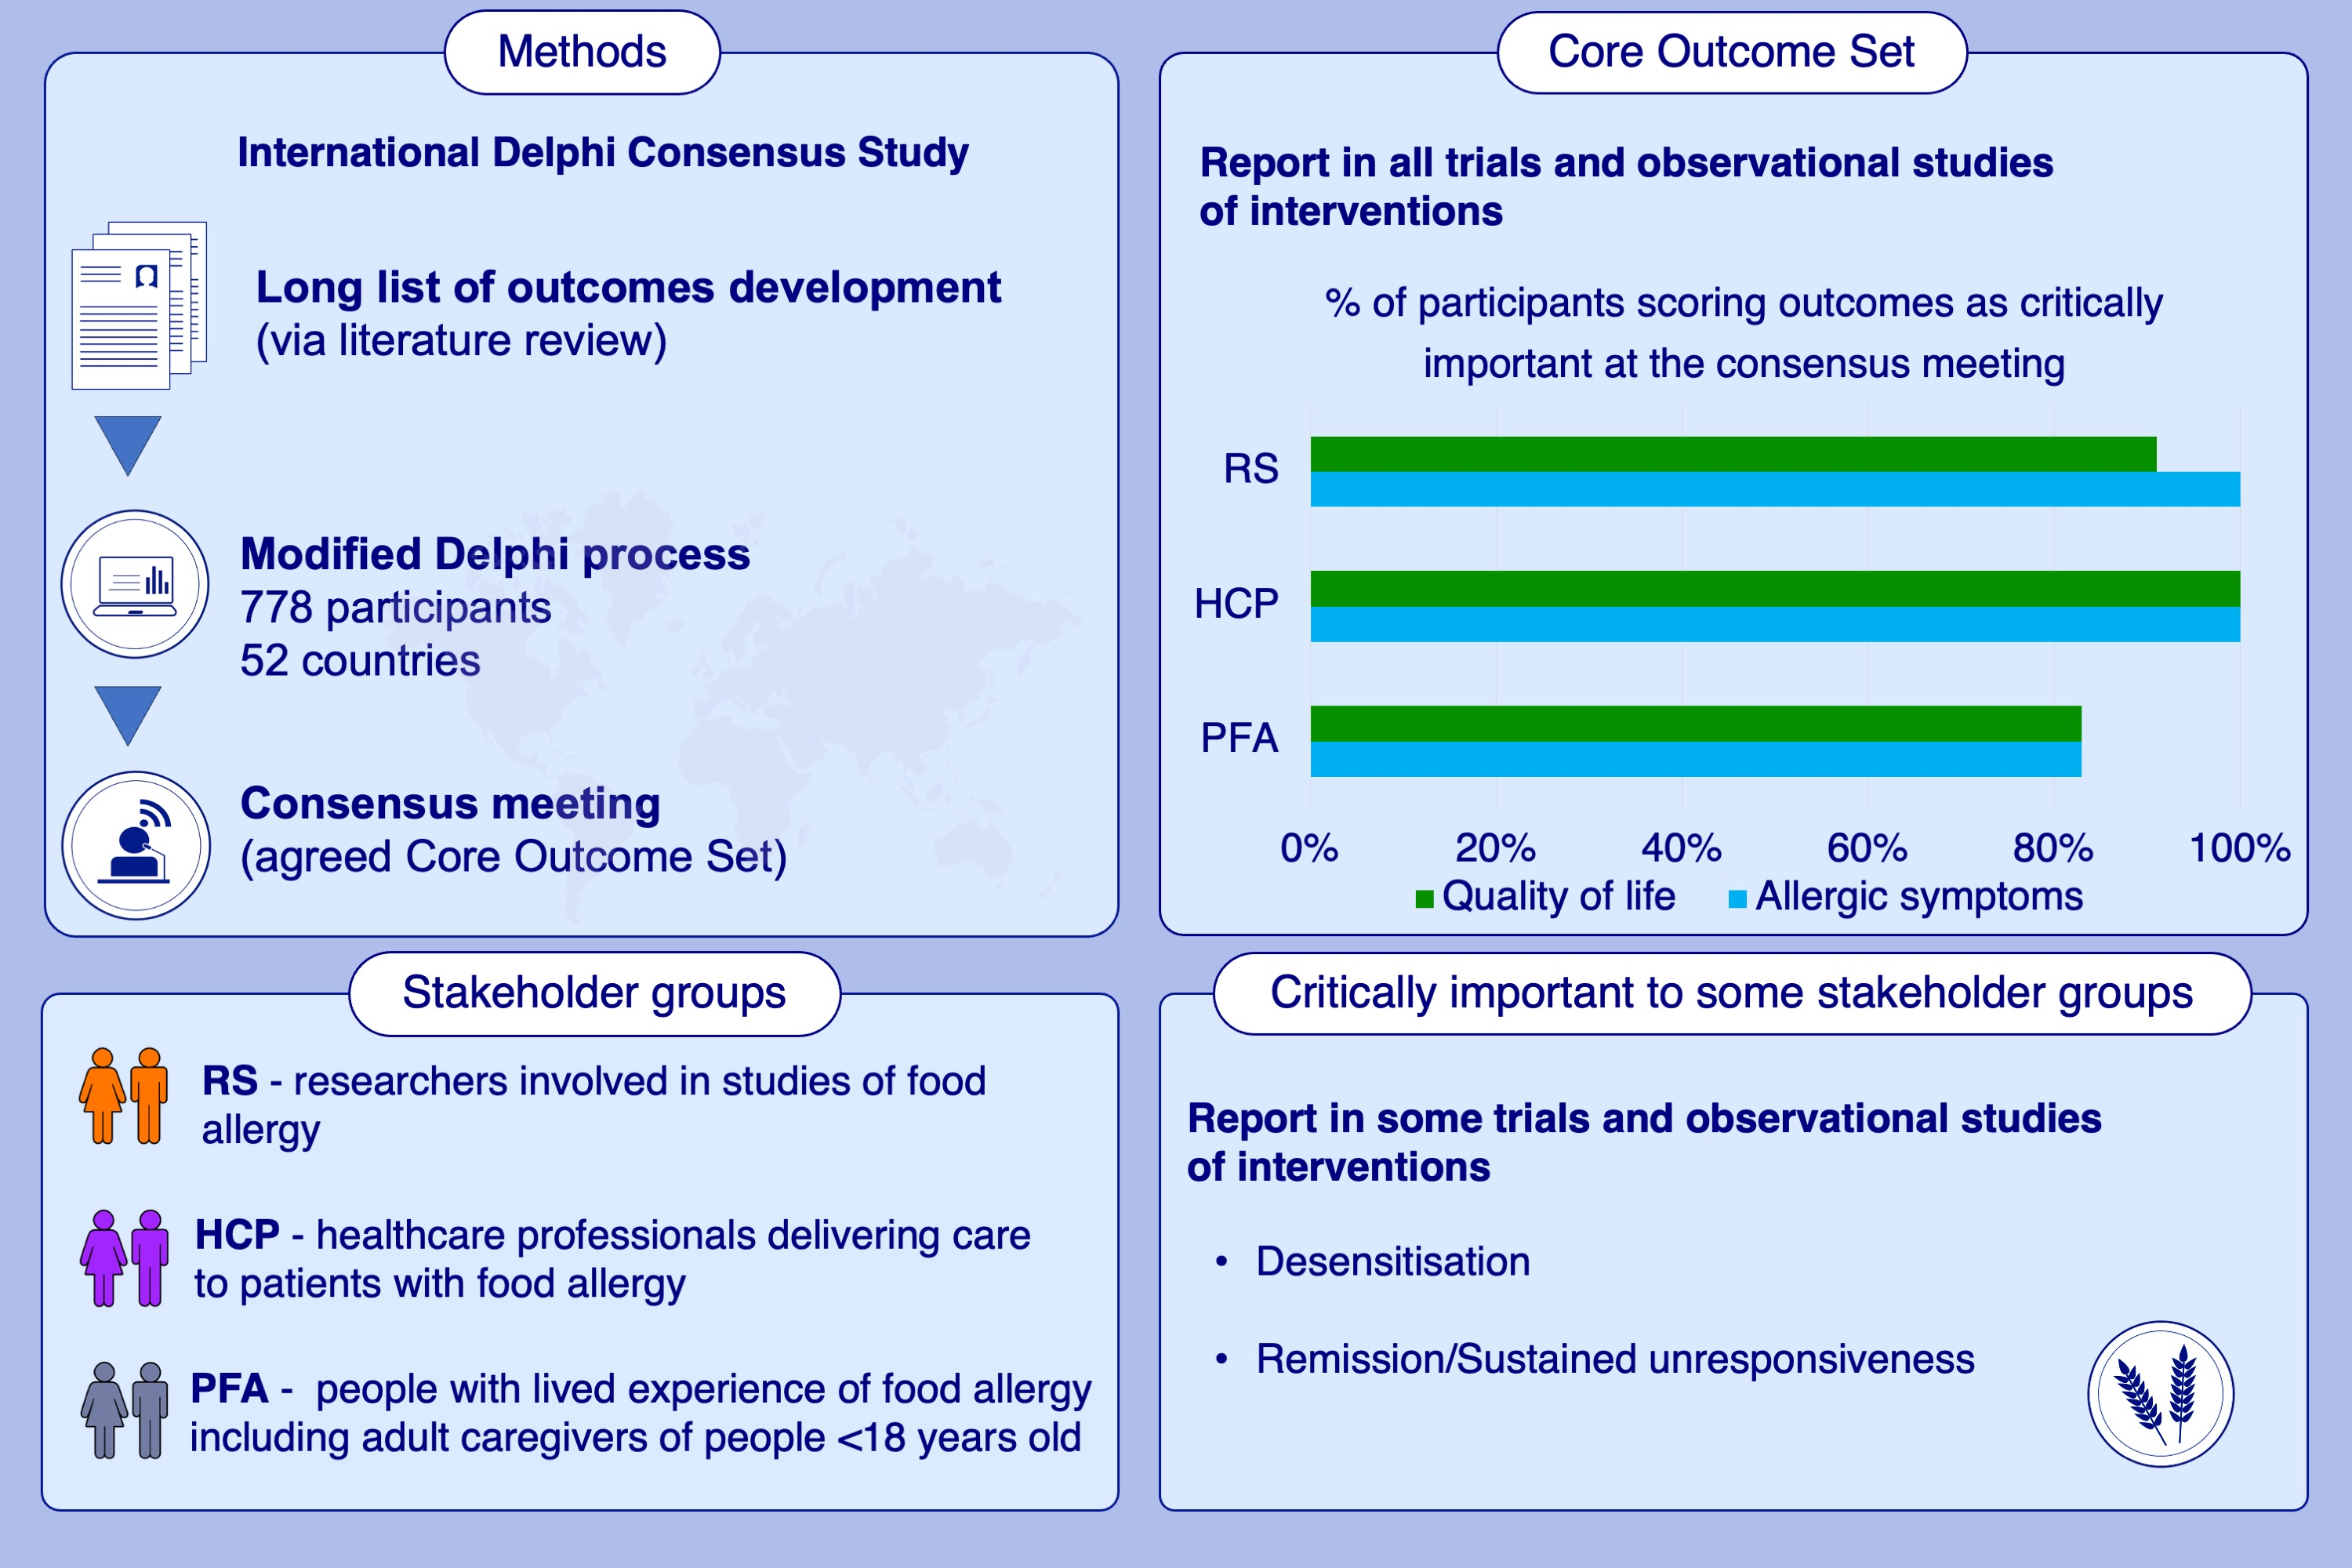 Methods
International Delphi Consensus Study
Long list of outcomes development
(via literature review)
Modified Delphi process
778 participants
52 countries
Consensus meeting
(agreed Core Outcome Set)
Core Outcome Set
Report in all trials and observational studies
of interventions
% of participants scoring outcomes as critically
important at the consensus meeting
RS
HCP
PFA
0% 20% 40% 60% 80% 100%
Quality of life Allergic symptoms
Stakeholder groups
RS - researchers involved in studies of food
allergy
HCP - healthcare professionals delivering care
to patients with food allergy
PFA - people with lived experience of food allergy
including adult caregivers of people <18 years old
Critically important to some stakeholder groups
Report in some trials and observational studies
of interventions
• Desensitisation
• Remission/Sustained unresponsiveness